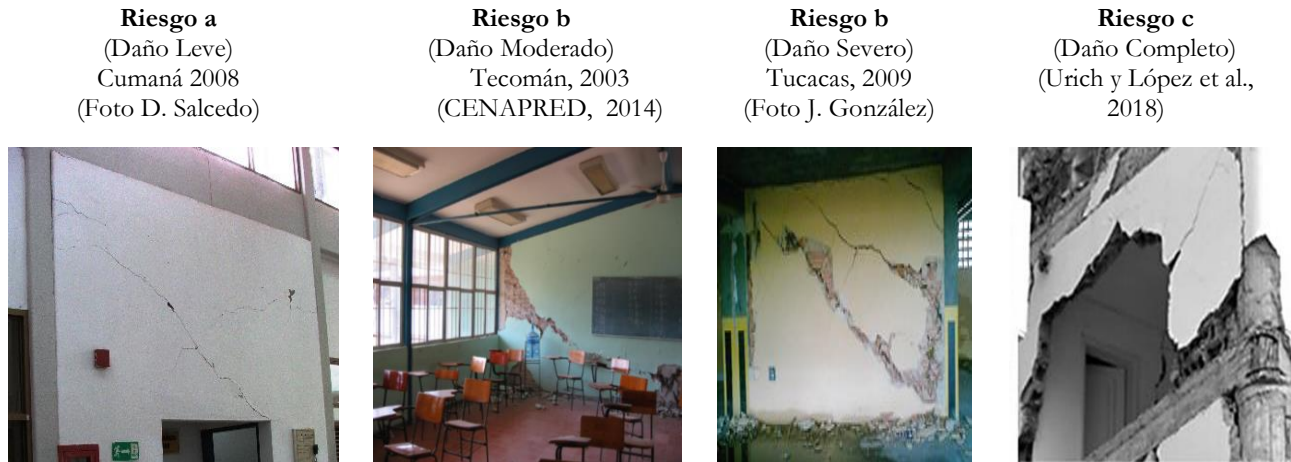 Riesgo a
(Daño Leve)
Cumaná 2008
(Foto D. Salcedo)
Riesgo b
(Daño Moderado)
Tecomán, 2003
(CENAPRED, 2014)
Riesgo b
(Daño Severo)
Tucacas, 2009
(Foto J. González)
Riesgo c
(Daño Completo)
(Urich y López et al.,
2018)